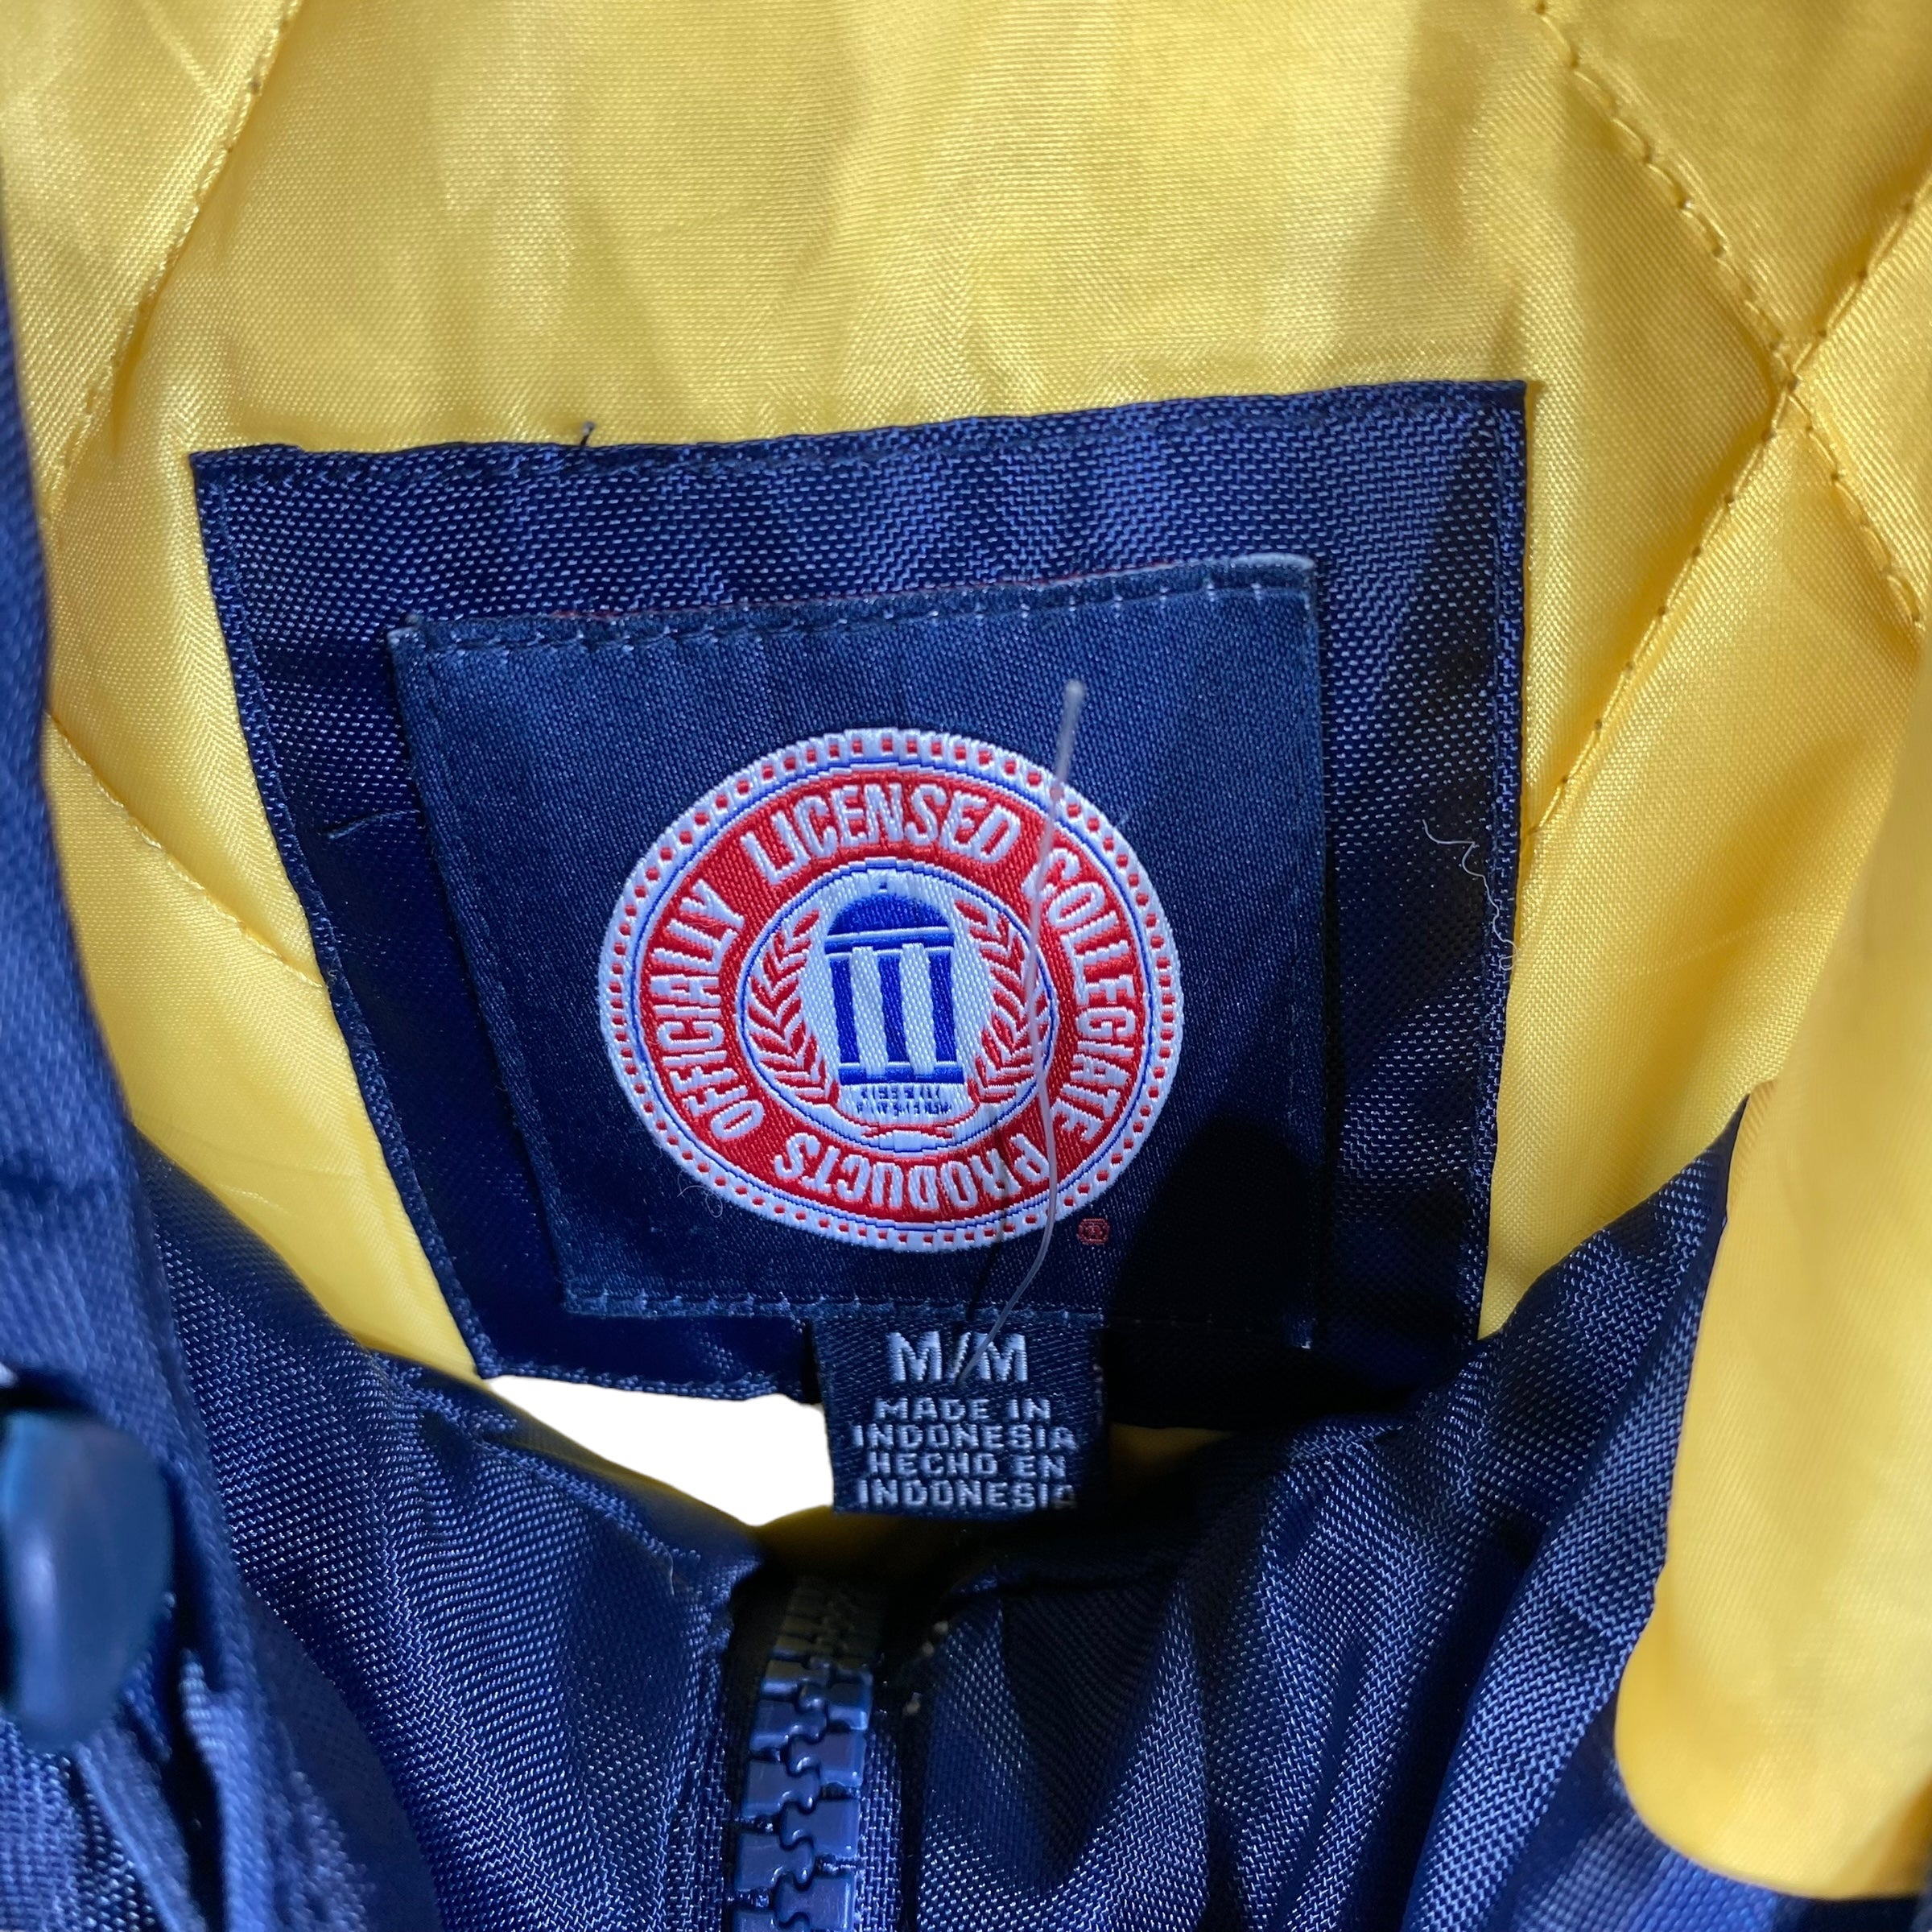 OFFICIALLY LICENSED COLLEGIATE
PRODUCTS
®
M/M
MADE IN
INDONESIA
HECHO EN
INDONESIA